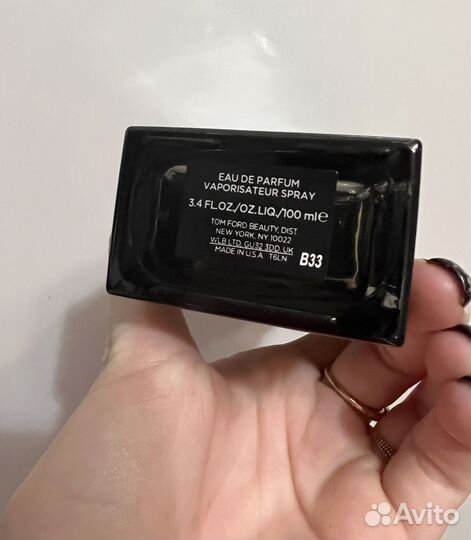 EAU DE PARFUM
VAPORISATEUR SPRAY
3.4 FL.OZ./OZ.LIQ./100 ml℮
TOM FORD BEAUTY, DIST.
NEW YORK, NY 10022
WLB LTD. GU32 3DD. UK
MADE IN U.S.A. T6LN
B33
Avito